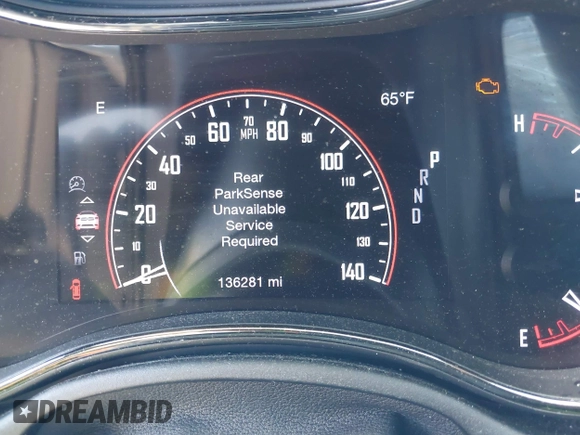 E
65°F
70
MPH
60
80
50
90
40
100
30
110
20
120
10
130
0
140
Rear
ParkSense
Unavailable
Service
Required
136281 mi
P
R
N
D
H
E
DREAMBID